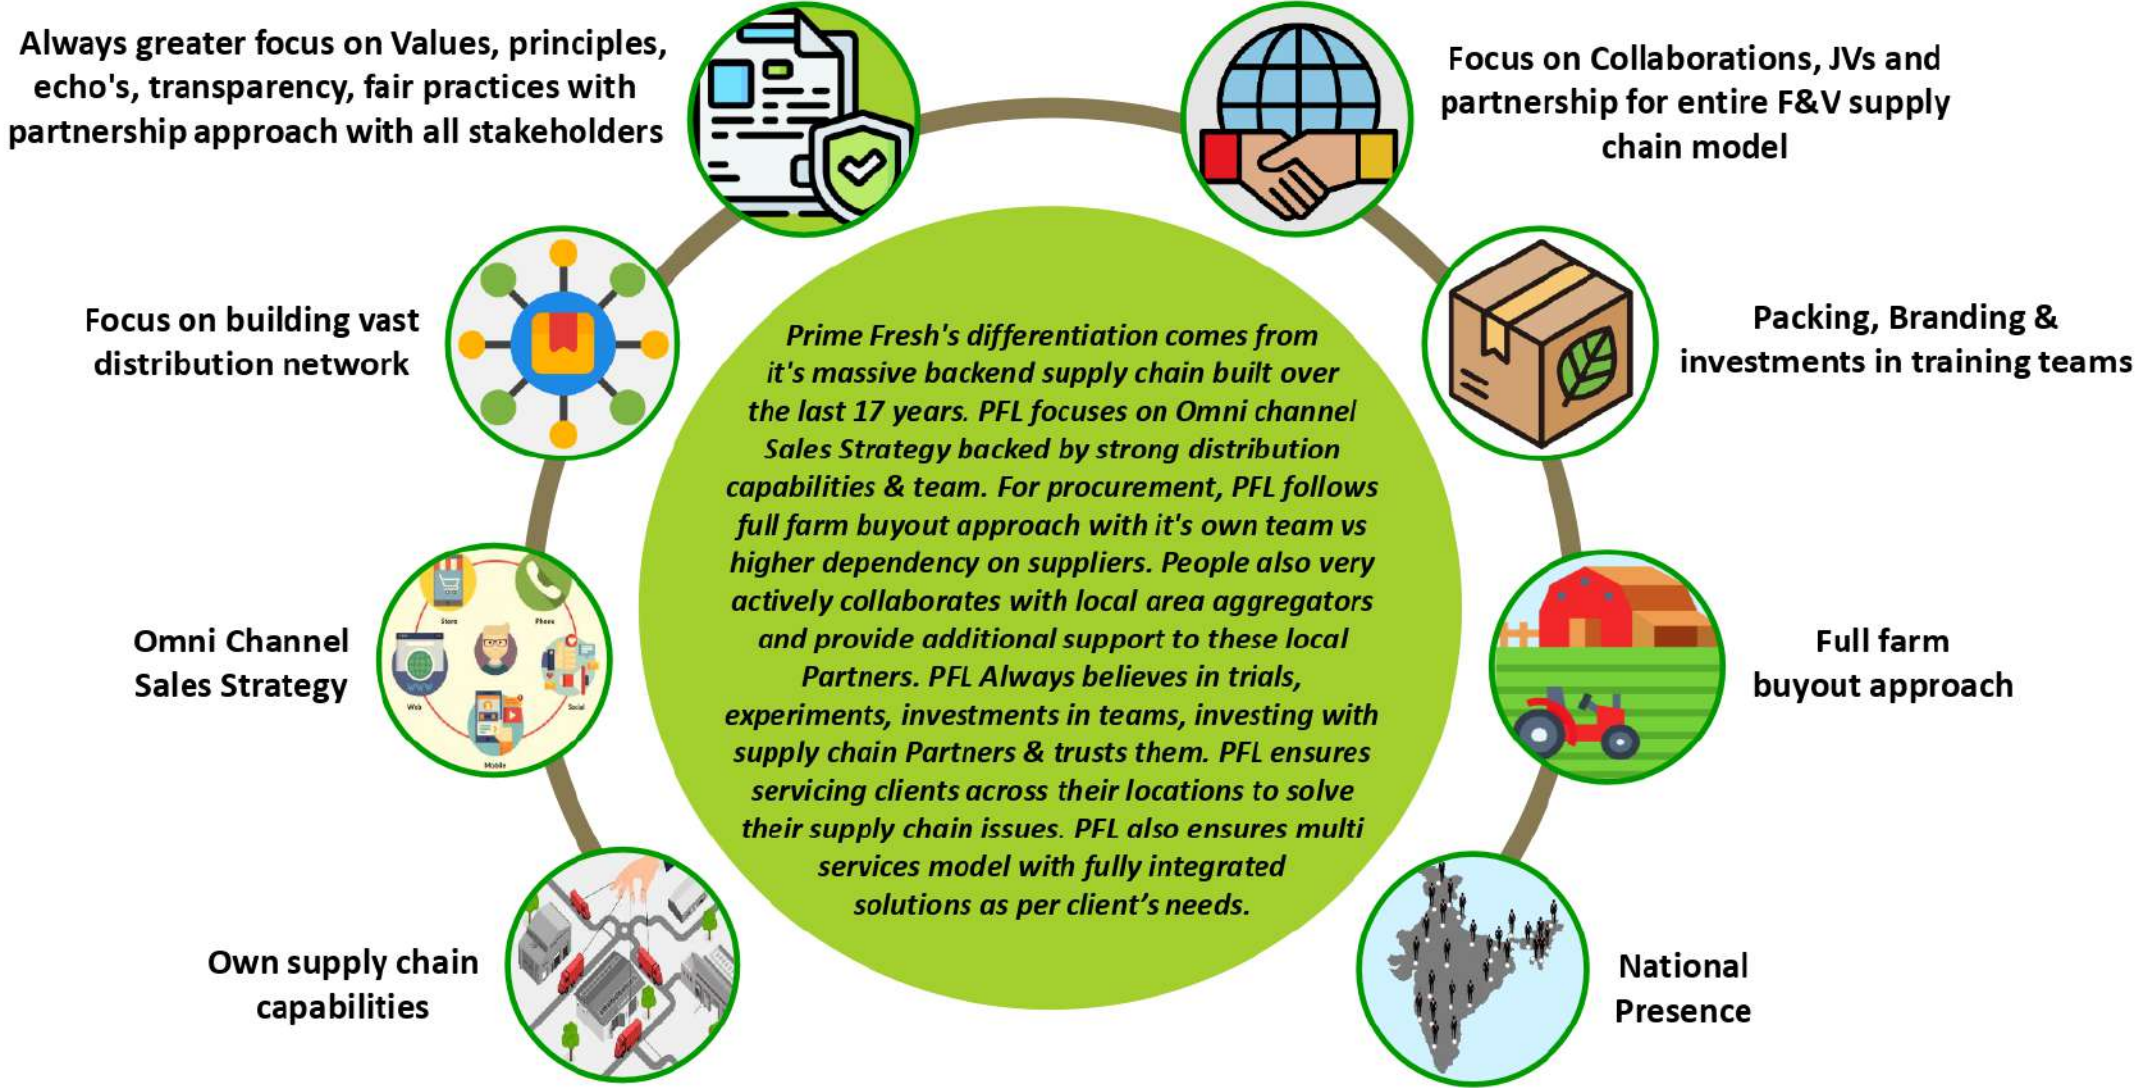 Always greater focus on Values, principles,
echo's, transparency, fair practices with
partnership approach with all stakeholders
Focus on Collaborations, JVs and
partnership for entire F&V supply
chain model
Focus on building vast
distribution network
Packing, Branding &
investments in training teams
Prime Fresh's differentiation comes from
it's massive backend supply chain built over
the last 17 years. PFL focuses on Omni channel
Sales Strategy backed by strong distribution
capabilities & team. For procurement, PFL follows
full farm buyout approach with it's own team vs
higher dependency on suppliers. People also very
actively collaborates with local area aggregators
and provide additional support to these local
Partners. PFL Always believes in trials,
experiments, investments in teams, investing with
supply chain Partners & trusts them. PFL ensures
servicing clients across their locations to solve
their supply chain issues. PFL also ensures multi
services model with fully integrated
solutions as per client’s needs.
Omni Channel
Sales Strategy
Store
Phone
Web
Social
Mobile
Full farm
buyout approach
Own supply chain
capabilities
National
Presence